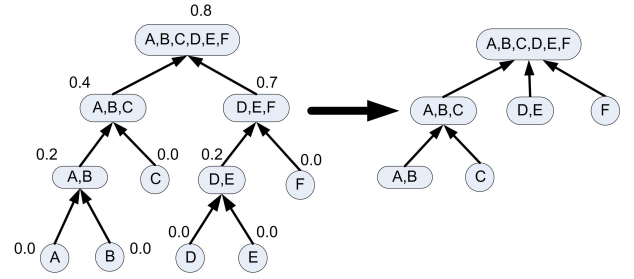 0.8
A,B,C,D,E,F
0.4
0.7
A,B,C
D,E,F
0.2
0.0
0.2
0.0
A,B
C
D,E
F
0.0
0.0
0.0
0.0
A
B
D
E
A,B,C,D,E,F
A,B,C
D,E
F
A,B
C